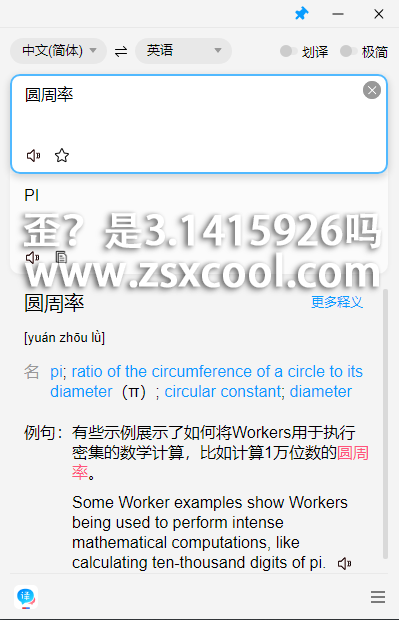 中文(简体)
英语
划译
极简
圆周率
PI
歪？是3.1415926吗
www.zsxcool.com
圆周率
更多释义
[yuán zhōu lǜ]
名 pi; ratio of the circumference of a circle to its
diameter（π）; circular constant; diameter
例句：有些示例展示了如何将Workers用于执行
密集的数学计算，比如计算1万位数的圆周
率。
Some Worker examples show Workers
being used to perform intense
mathematical computations, like
calculating ten-thousand digits of pi.
译